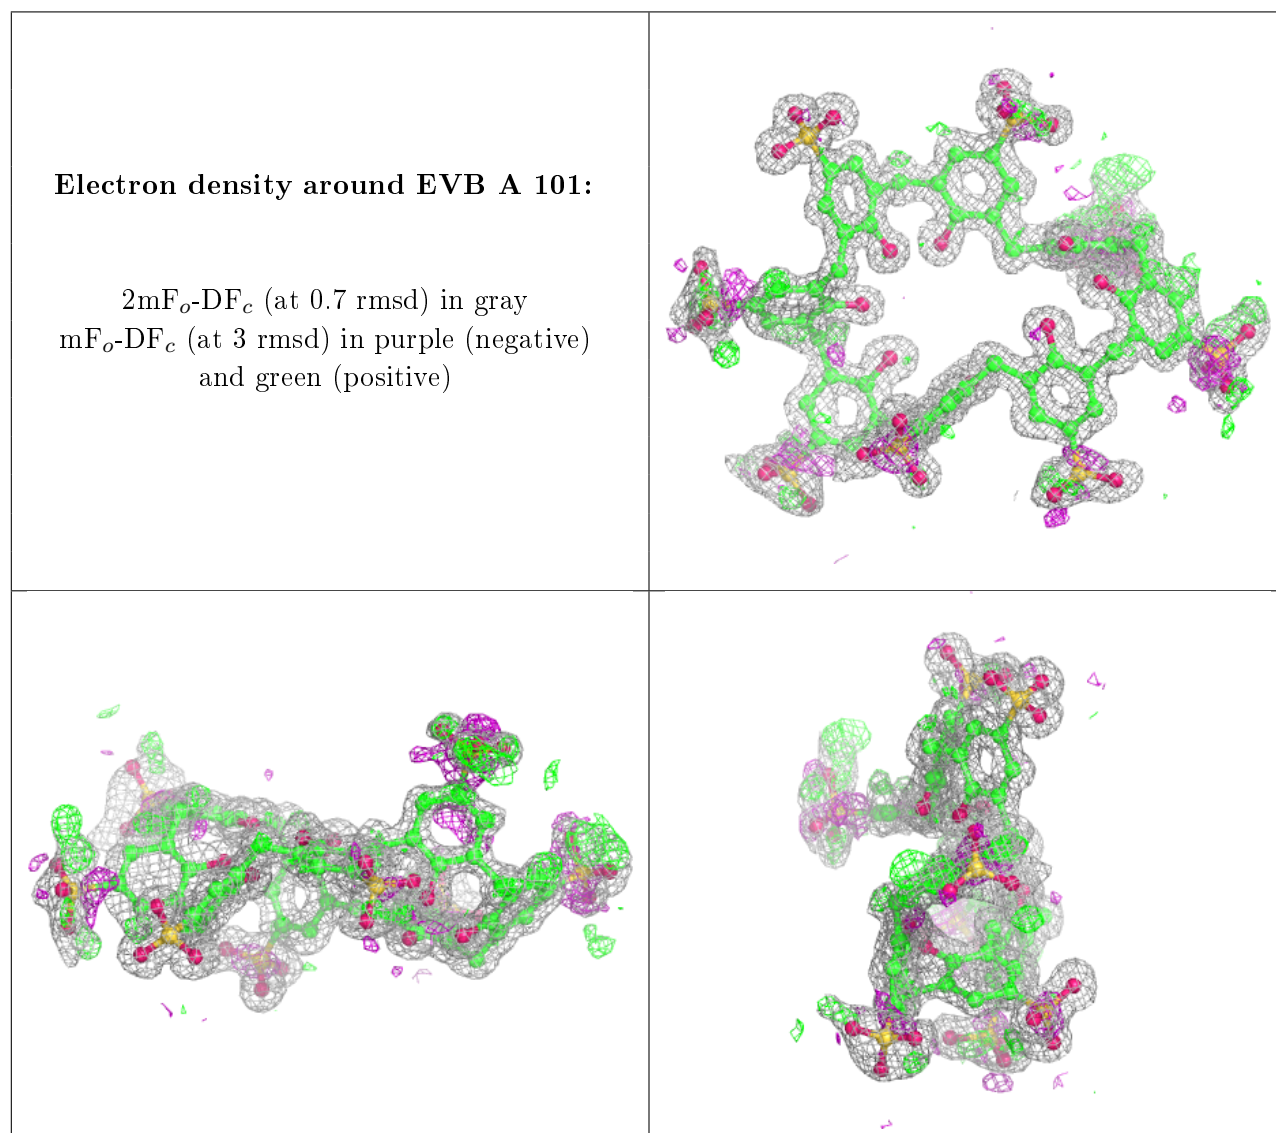 Electron density around EVB A 101:
2mFo-DFc (at 0.7 rmsd) in gray
mFo-DFc (at 3 rmsd) in purple (negative)
and green (positive)